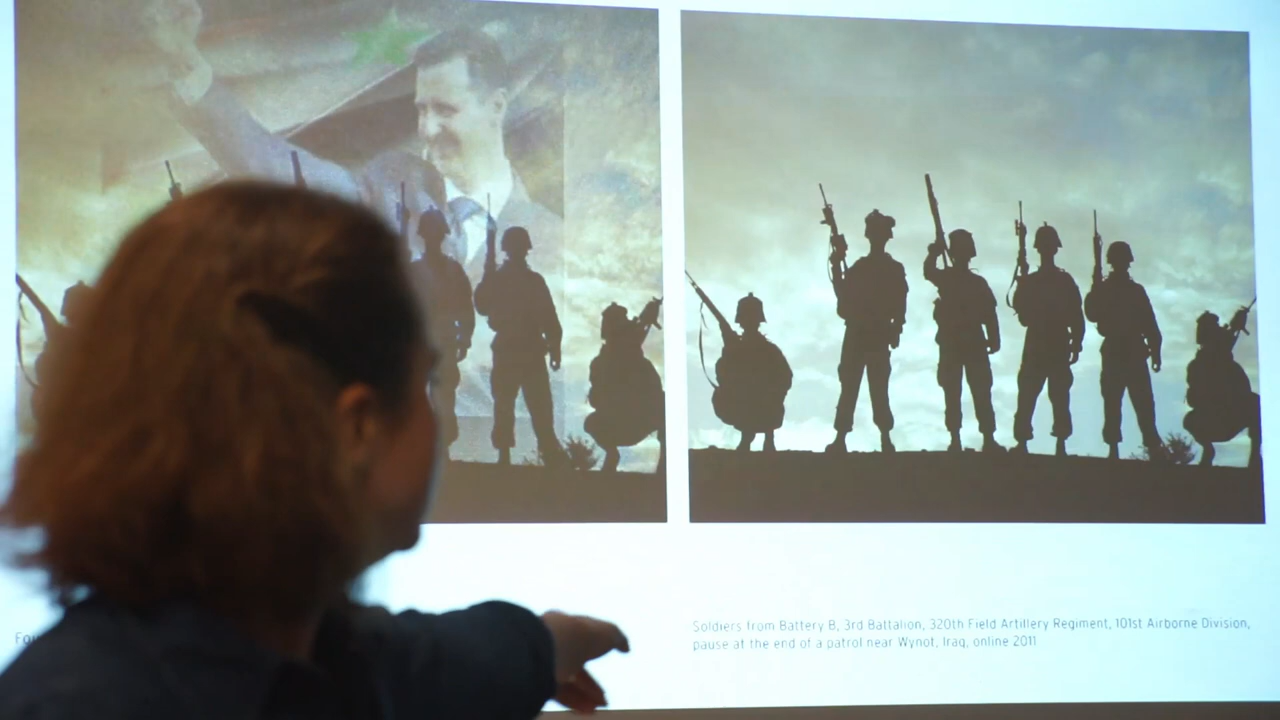 Soldiers from Battery B, 3rd Battalion, 320th Field Artillery Regiment, 101st Airborne Division,
pause at the end of a patrol near Wynot, Iraq, online 2011